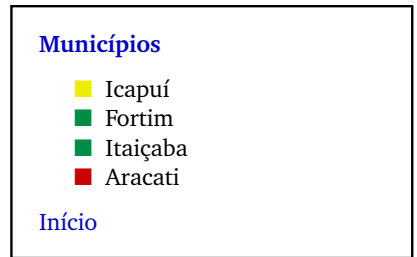 Municípios
Icapuí
Fortim
Itaiçaba
Aracati
Início